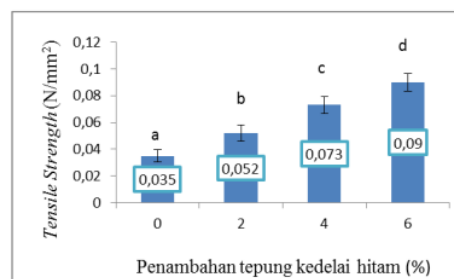 Tensile Strength (N/mm²)
0,12
0,1
0,08
0,06
0,04
0,02
0
a
b
c
d
0,035
0,052
0,073
0,09
0
2
4
6
Penambahan tepung kedelai hitam (%)